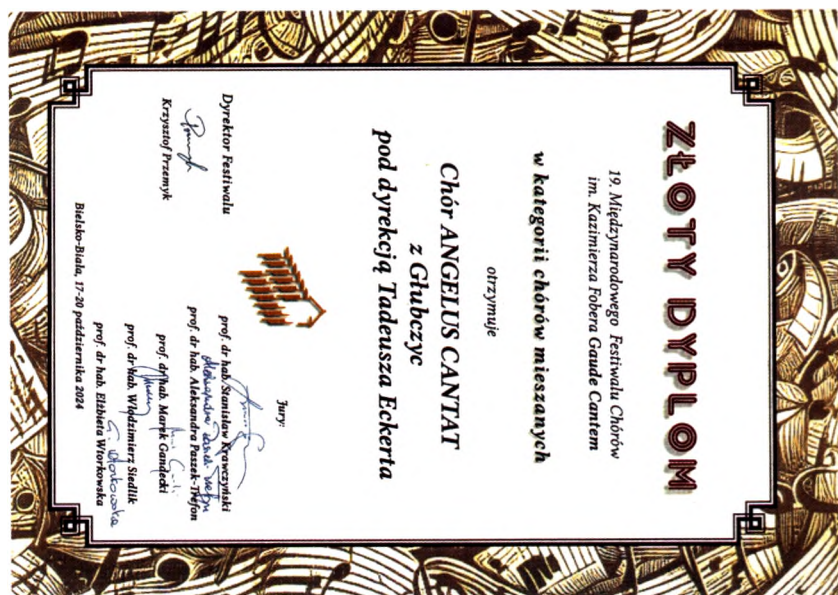 ZŁOTY DYPLOM
19. Międzynarodowego Festiwalu Chórów
im. Kazimierza Fobera Gaude Cantem
w kategorii chórów mieszanych
otrzymuje
Chór ANGELUS CANTAT
z Głubczyc
pod dyrekcją Tadeusza Eckerta
Dyrektor Festiwalu
Krzysztof Przemyk
Jury:
prof. dr hab. Stanisław Krawczyński
prof. dr hab. Aleksandra Paszek-Trefon
prof. dr hab. Marek Gandecki
prof. dr hab. Włodzimierz Siedlik
prof. dr hab. Elżbieta Wtorkowska
Bielsko-Biała, 17-20 października 2024